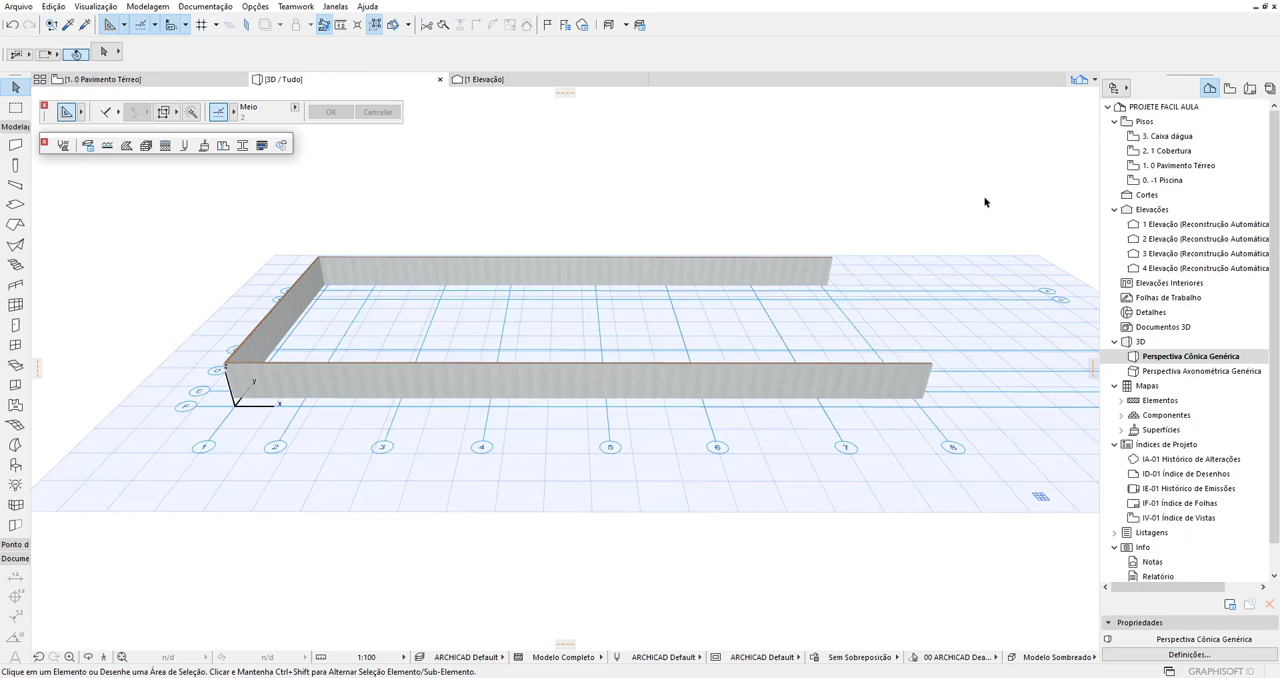 Arquivo Edição Visualização Modelagem Documentação Opções Teamwork Janelas Ajuda
[1. 0 Pavimento Térreo]
[3D / Tudo]
[1 Elevação]
Meio
2
OK
Cancelar
Modelag
Ponto d
Docume
z
y
x
1 2 3 4 5 6 7 8
PROJETE FACIL AULA
Pisos
3. Caixa dágua
2. 1 Cobertura
1. 0 Pavimento Térreo
0. -1 Piscina
Cortes
Elevações
1 Elevação (Reconstrução Automática
2 Elevação (Reconstrução Automática
3 Elevação (Reconstrução Automática
4 Elevação (Reconstrução Automática
Elevações Interiores
Folhas de Trabalho
Detalhes
Documentos 3D
3D
Perspectiva Cônica Genérica
Perspectiva Axonométrica Genérica
Mapas
Elementos
Componentes
Superfícies
Índices de Projeto
IA-01 Histórico de Alterações
ID-01 Índice de Desenhos
IE-01 Histórico de Emissões
IF-01 Índice de Folhas
IV-01 Índice de Vistas
Listagens
Info
Notas
Relatório
Propriedades
Perspectiva Cônica Genérica
Definições...
n/d n/d 1:100 ARCHICAD Default Modelo Completo ARCHICAD Default ARCHICAD Default Sem Sobreposição 00 ARCHICAD Dea... Modelo Sombreado
Clique em um Elemento ou Desenhe uma Área de Seleção. Clicar e Mantenha Ctrl+Shift para Alternar Seleção Elemento/Sub-Elemento.
GRAPHISOFT ID